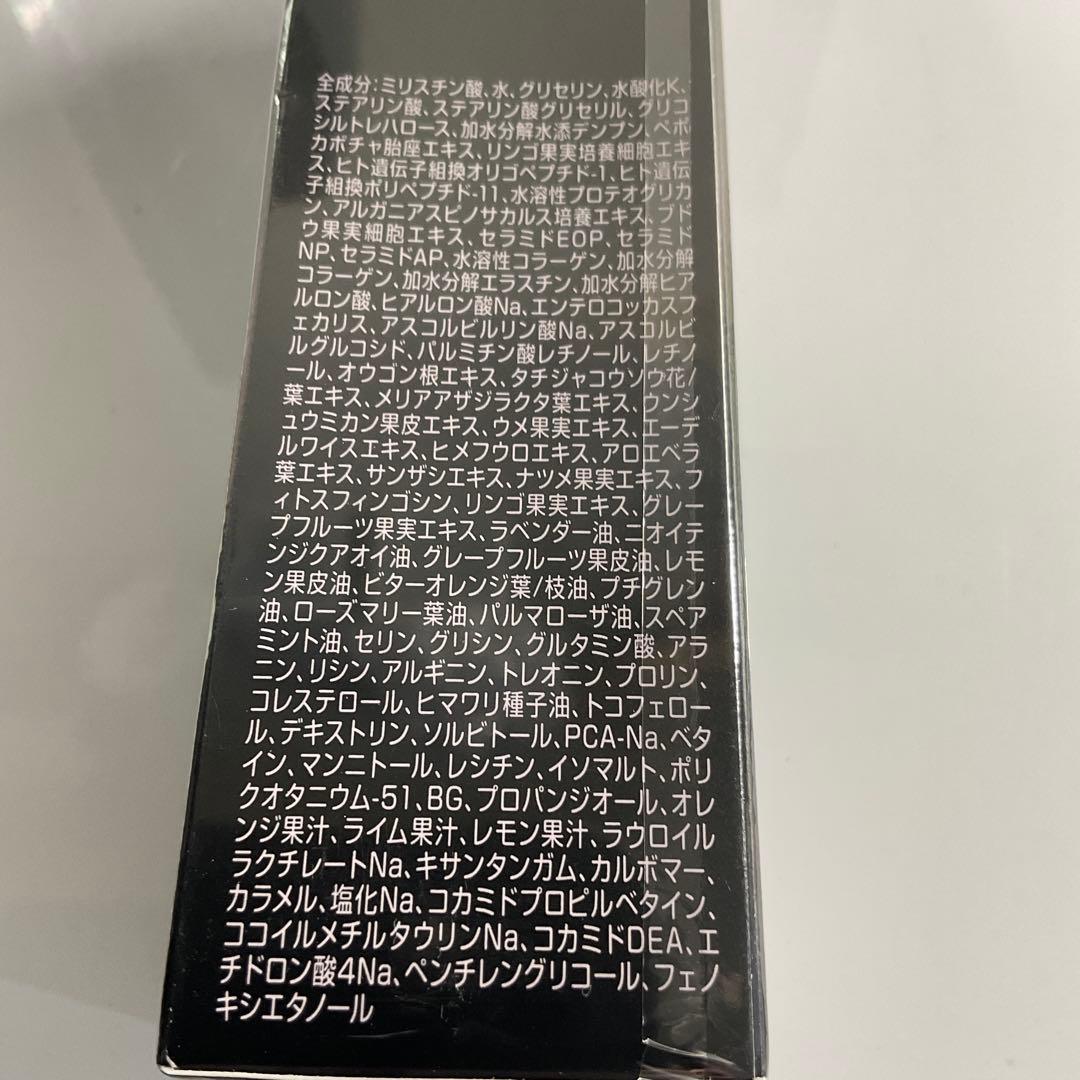 全成分:ミリスチン酸、水、グリセリン、水酸化K、
ステアリン酸、ステアリン酸グリセリル、グリコ
シルトレハロース、加水分解水添デンプン、ペポ
カボチャ胎座エキス、リンゴ果実培養細胞エキ
ス、ヒト遺伝子組換オリゴペプチド-1、ヒト遺伝
子組換ポリペプチド-11、水溶性プロテオグリカ
ン、アルガニアスピノサカルス培養エキス、ブド
ウ果実細胞エキス、セラミドEOP、セラミド
NP、セラミドAP、水溶性コラーゲン、加水分解
コラーゲン、加水分解エラスチン、加水分解ヒア
ルロン酸、ヒアルロン酸Na、エンテロコッカスフ
ェカリス、アスコルビルリン酸Na、アスコルビ
ルグルコシド、パルミチン酸レチノール、レチノ
ール、オウゴン根エキス、タチジャコウソウ花/
葉エキス、メリアアザジラクタ葉エキス、ウンシ
ュウミカン果皮エキス、ウメ果実エキス、エーデ
ルワイスエキス、ヒメフウロエキス、アロエベラ
葉エキス、サンザシエキス、ナツメ果実エキス、フ
ィトスフィンゴシン、リンゴ果実エキス、グレー
プフルーツ果実エキス、ラベンダー油、ニオイテ
ンジクアオイ油、グレープフルーツ果皮油、レモ
ン果皮油、ビターオレンジ葉/枝油、プチグレン
油、ローズマリー葉油、パルマローザ油、スペア
ミント油、セリン、グリシン、グルタミン酸、アラ
ニン、リシン、アルギニン、トレオニン、プロリン、
コレステロール、ヒマワリ種子油、トコフェロー
ル、デキストリン、ソルビトール、PCA-Na、ベタ
イン、マンニトール、レシチン、イソマルト、ポリ
クオタニウム-51、BG、プロパンジオール、オレ
ンジ果汁、ライム果汁、レモン果汁、ラウロイル
ラクチレートNa、キサンタンガム、カルボマー、
カラメル、塩化Na、コカミドプロピルベタイン、
ココイルメチルタウリンNa、コカミドDEA、エ
チドロン酸4Na、ペンチレングリコール、フェノ
キシエタノール